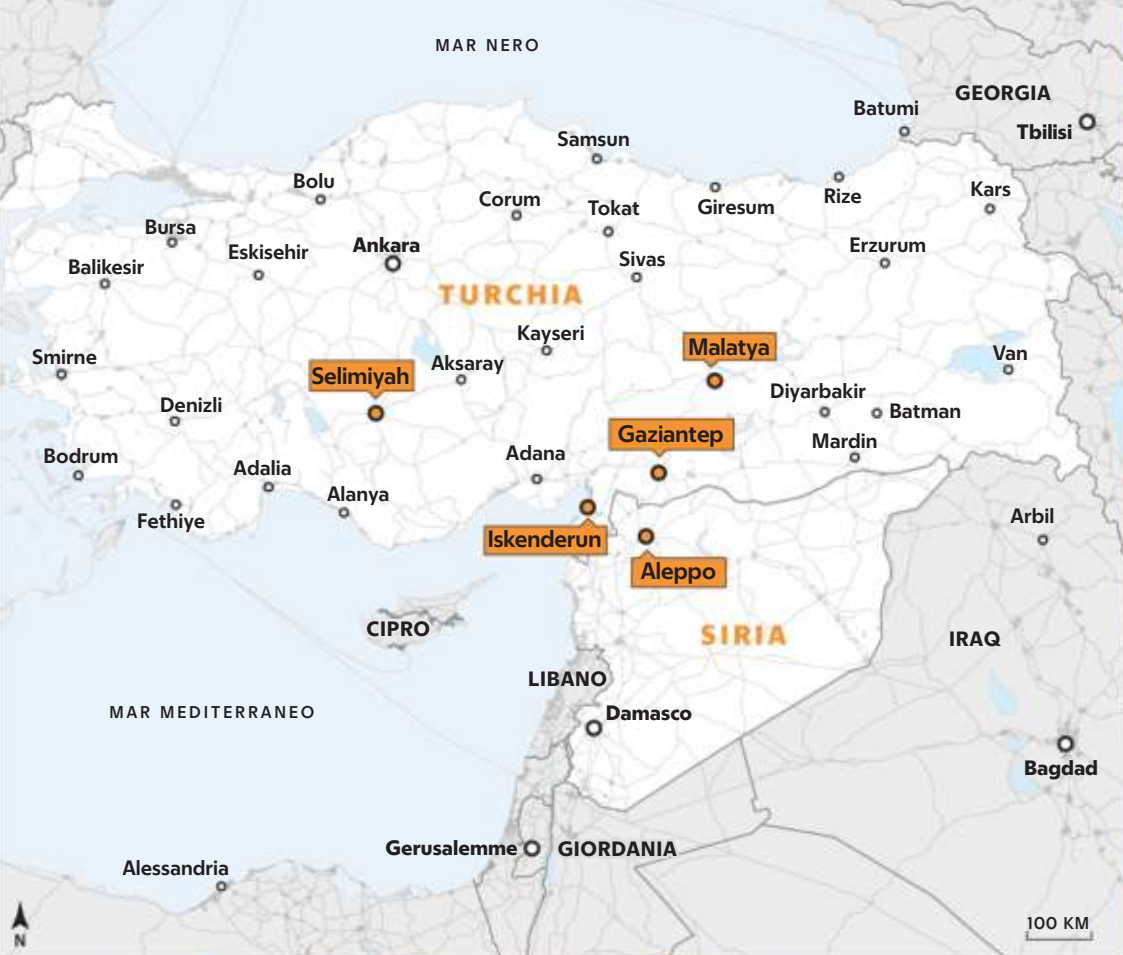 MAR NERO
GEORGIA
Batumi
Tbilisi
Samsun
Bolu
Corum
Tokat
Giresum
Rize
Kars
Bursa
Eskisehir
Ankara
Sivas
Erzurum
Balikesir
TURCHIA
Kayseri
Malatya
Van
Smirne
Selimiyah
Aksaray
Diyarbakir
Batman
Denizli
Gaziantep
Mardin
Bodrum
Adalia
Adana
Alanya
Fethiye
Iskenderun
Aleppo
Arbil
CIPRO
SIRIA
IRAQ
LIBANO
MAR MEDITERRANEO
Damasco
Bagdad
Gerusalemme
GIORDANIA
Alessandria
N
100 KM